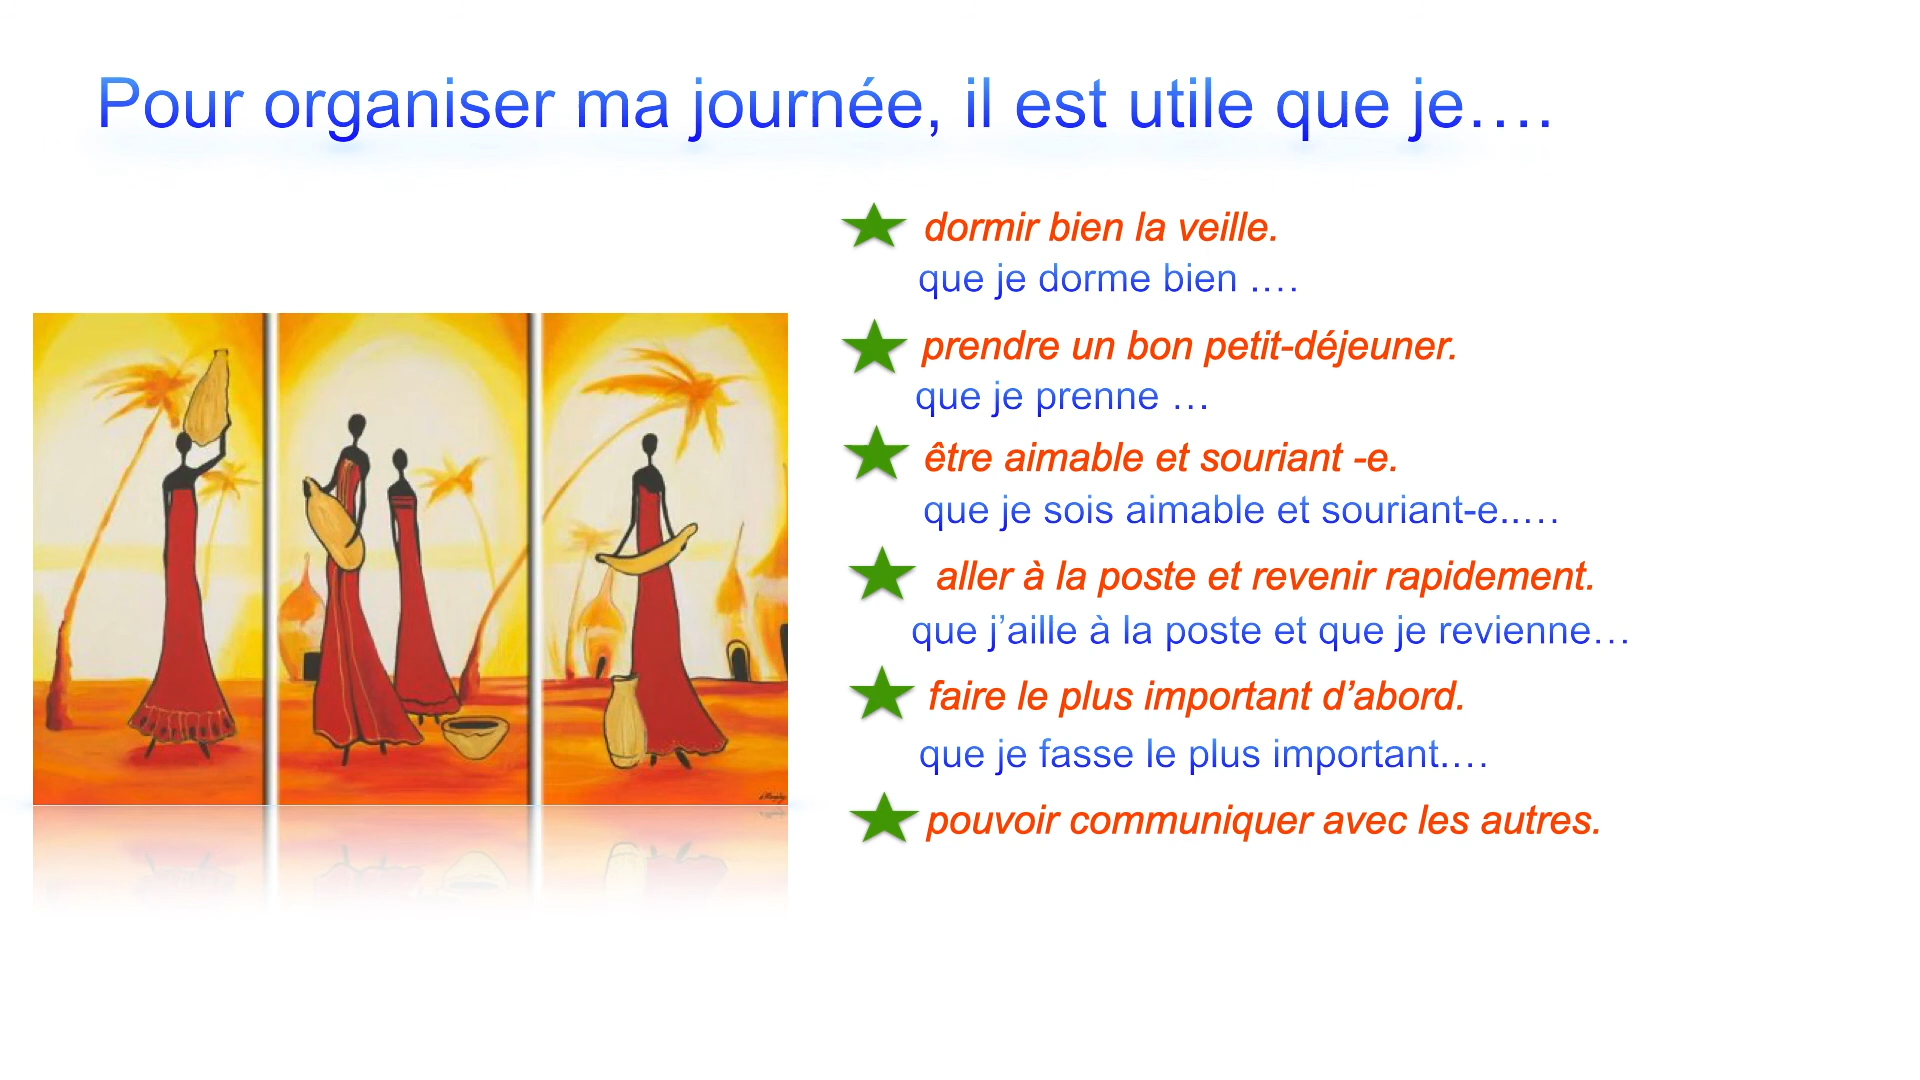 Pour organiser ma journée, il est utile que je….
dormir bien la veille.
que je dorme bien ….
prendre un bon petit-déjeuner.
que je prenne …
être aimable et souriant -e.
que je sois aimable et souriant-e..…
aller à la poste et revenir rapidement.
que j’aille à la poste et que je revienne…
faire le plus important d’abord.
que je fasse le plus important.…
pouvoir communiquer avec les autres.